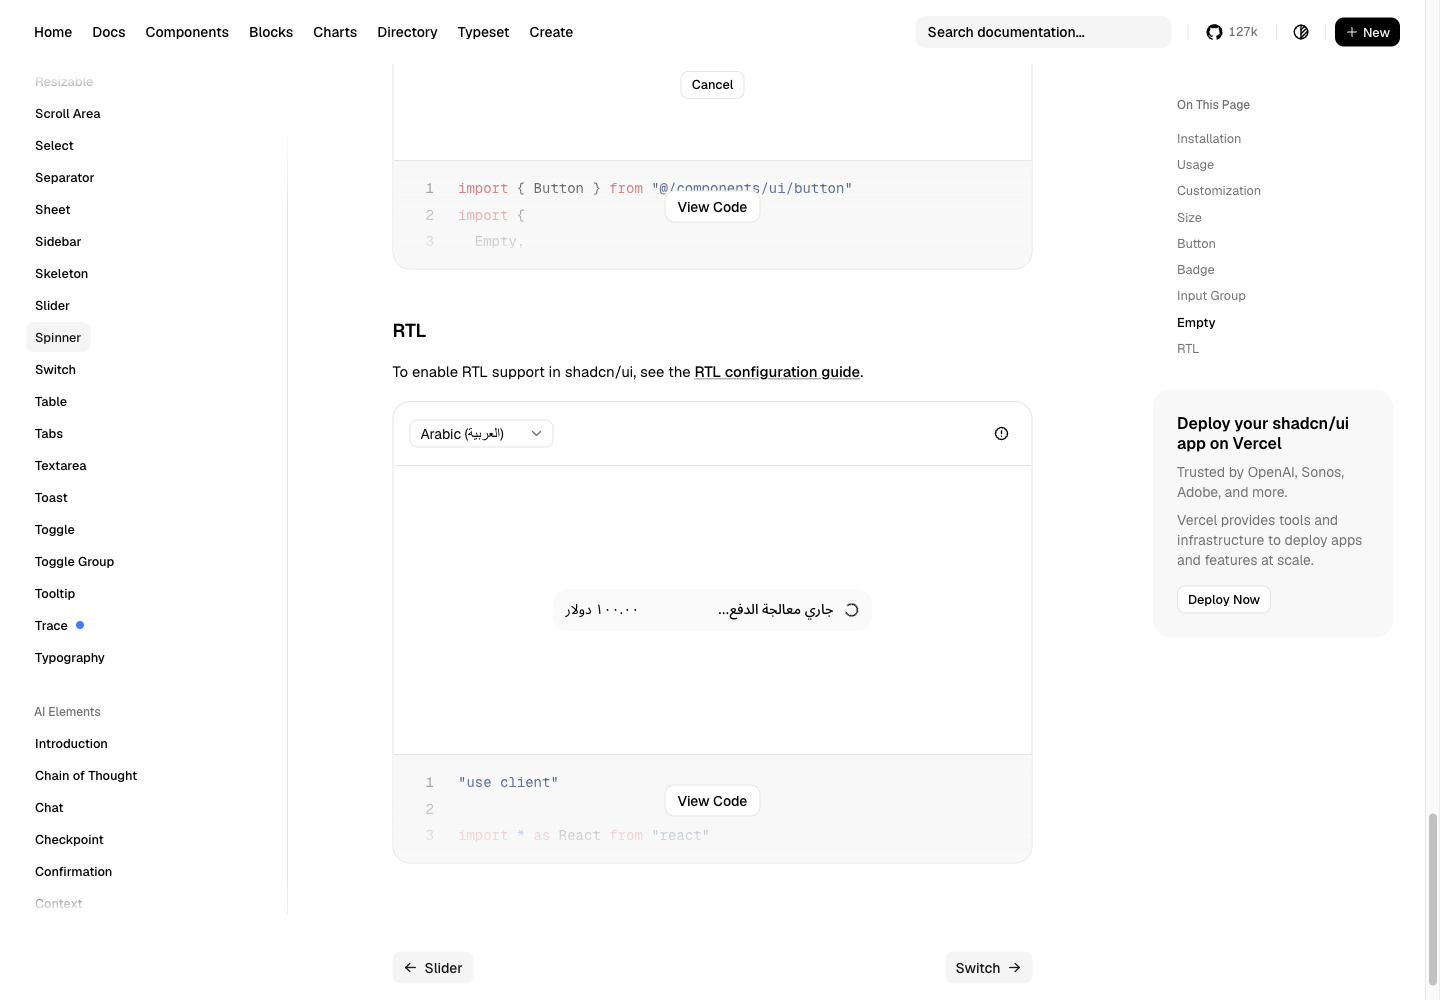 Home Docs Components Blocks Charts Directory Typeset Create Search documentation... 127k New
Resizable
Scroll Area
Select
Separator
Sheet
Sidebar
Skeleton
Slider
Spinner
Switch
Table
Tabs
Textarea
Toast
Toggle
Toggle Group
Tooltip
Trace
Typography
AI Elements
Introduction
Chain of Thought
Chat
Checkpoint
Confirmation
Context
Cancel
1 import { Button } from "@/components/ui/button"
View Code
2 import {
3 Empty,
RTL
To enable RTL support in shadcn/ui, see the RTL configuration guide.
Arabic (العربية)
جاري معالجة الدفع... ١٠٠.٠٠ دولار
1 "use client"
View Code
2
3 import * as React from "react"
← Slider
Switch →
On This Page
Installation
Usage
Customization
Size
Button
Badge
Input Group
Empty
RTL
Deploy your shadcn/ui
app on Vercel
Trusted by OpenAI, Sonos,
Adobe, and more.
Vercel provides tools and
infrastructure to deploy apps
and features at scale.
Deploy Now